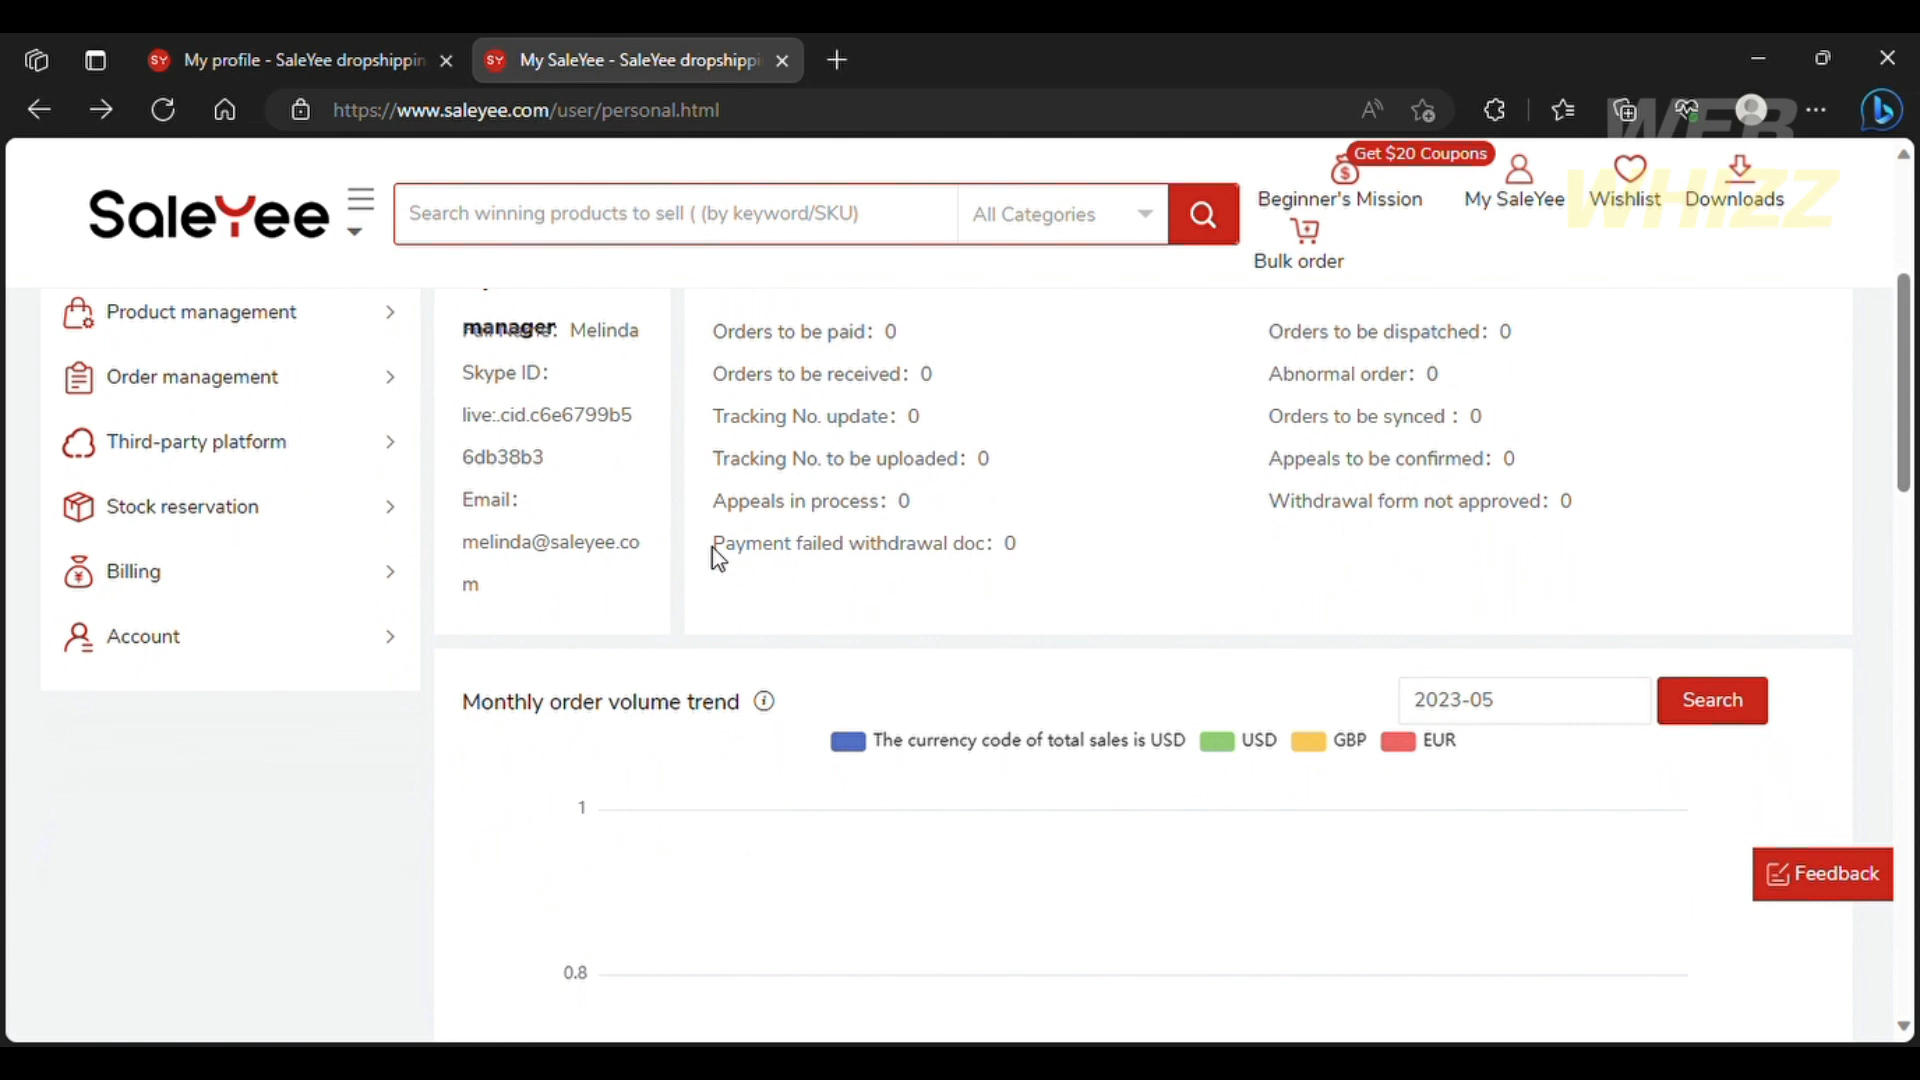 My profile - SaleYee dropshippin
My SaleYee - SaleYee dropshippi
https://www.saleyee.com/user/personal.html
WEB
WHIZZ
SaleYee
Search winning products to sell ( (by keyword/SKU)
All Categories
Get $20 Coupons
Beginner's Mission
My SaleYee
Wishlist
Downloads
Bulk order
Product management
Order management
Third-party platform
Stock reservation
Billing
Account
manager
Full Name: Melinda
Skype ID:
live:.cid.c6e6799b5
6db38b3
Email:
melinda@saleyee.co
m
Orders to be paid: 0
Orders to be dispatched: 0
Orders to be received: 0
Abnormal order: 0
Tracking No. update: 0
Orders to be synced : 0
Tracking No. to be uploaded: 0
Appeals to be confirmed: 0
Appeals in process: 0
Withdrawal form not approved: 0
Payment failed withdrawal doc: 0
Monthly order volume trend
2023-05
Search
The currency code of total sales is USD
USD
GBP
EUR
1
0.8
Feedback